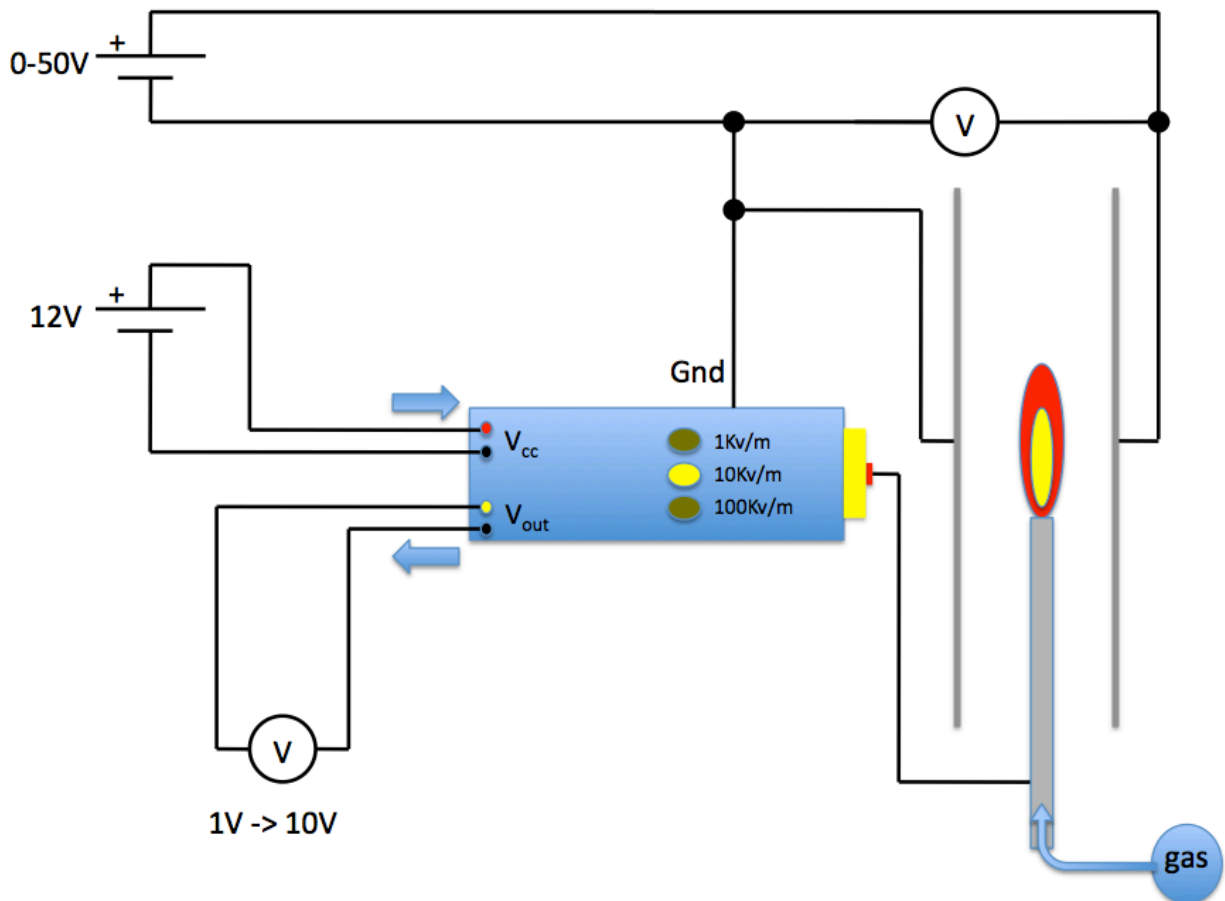 +
0-50V
V
+
12V
Gnd
Vcc
1Kv/m
10Kv/m
100Kv/m
Vout
V
1V -> 10V
gas